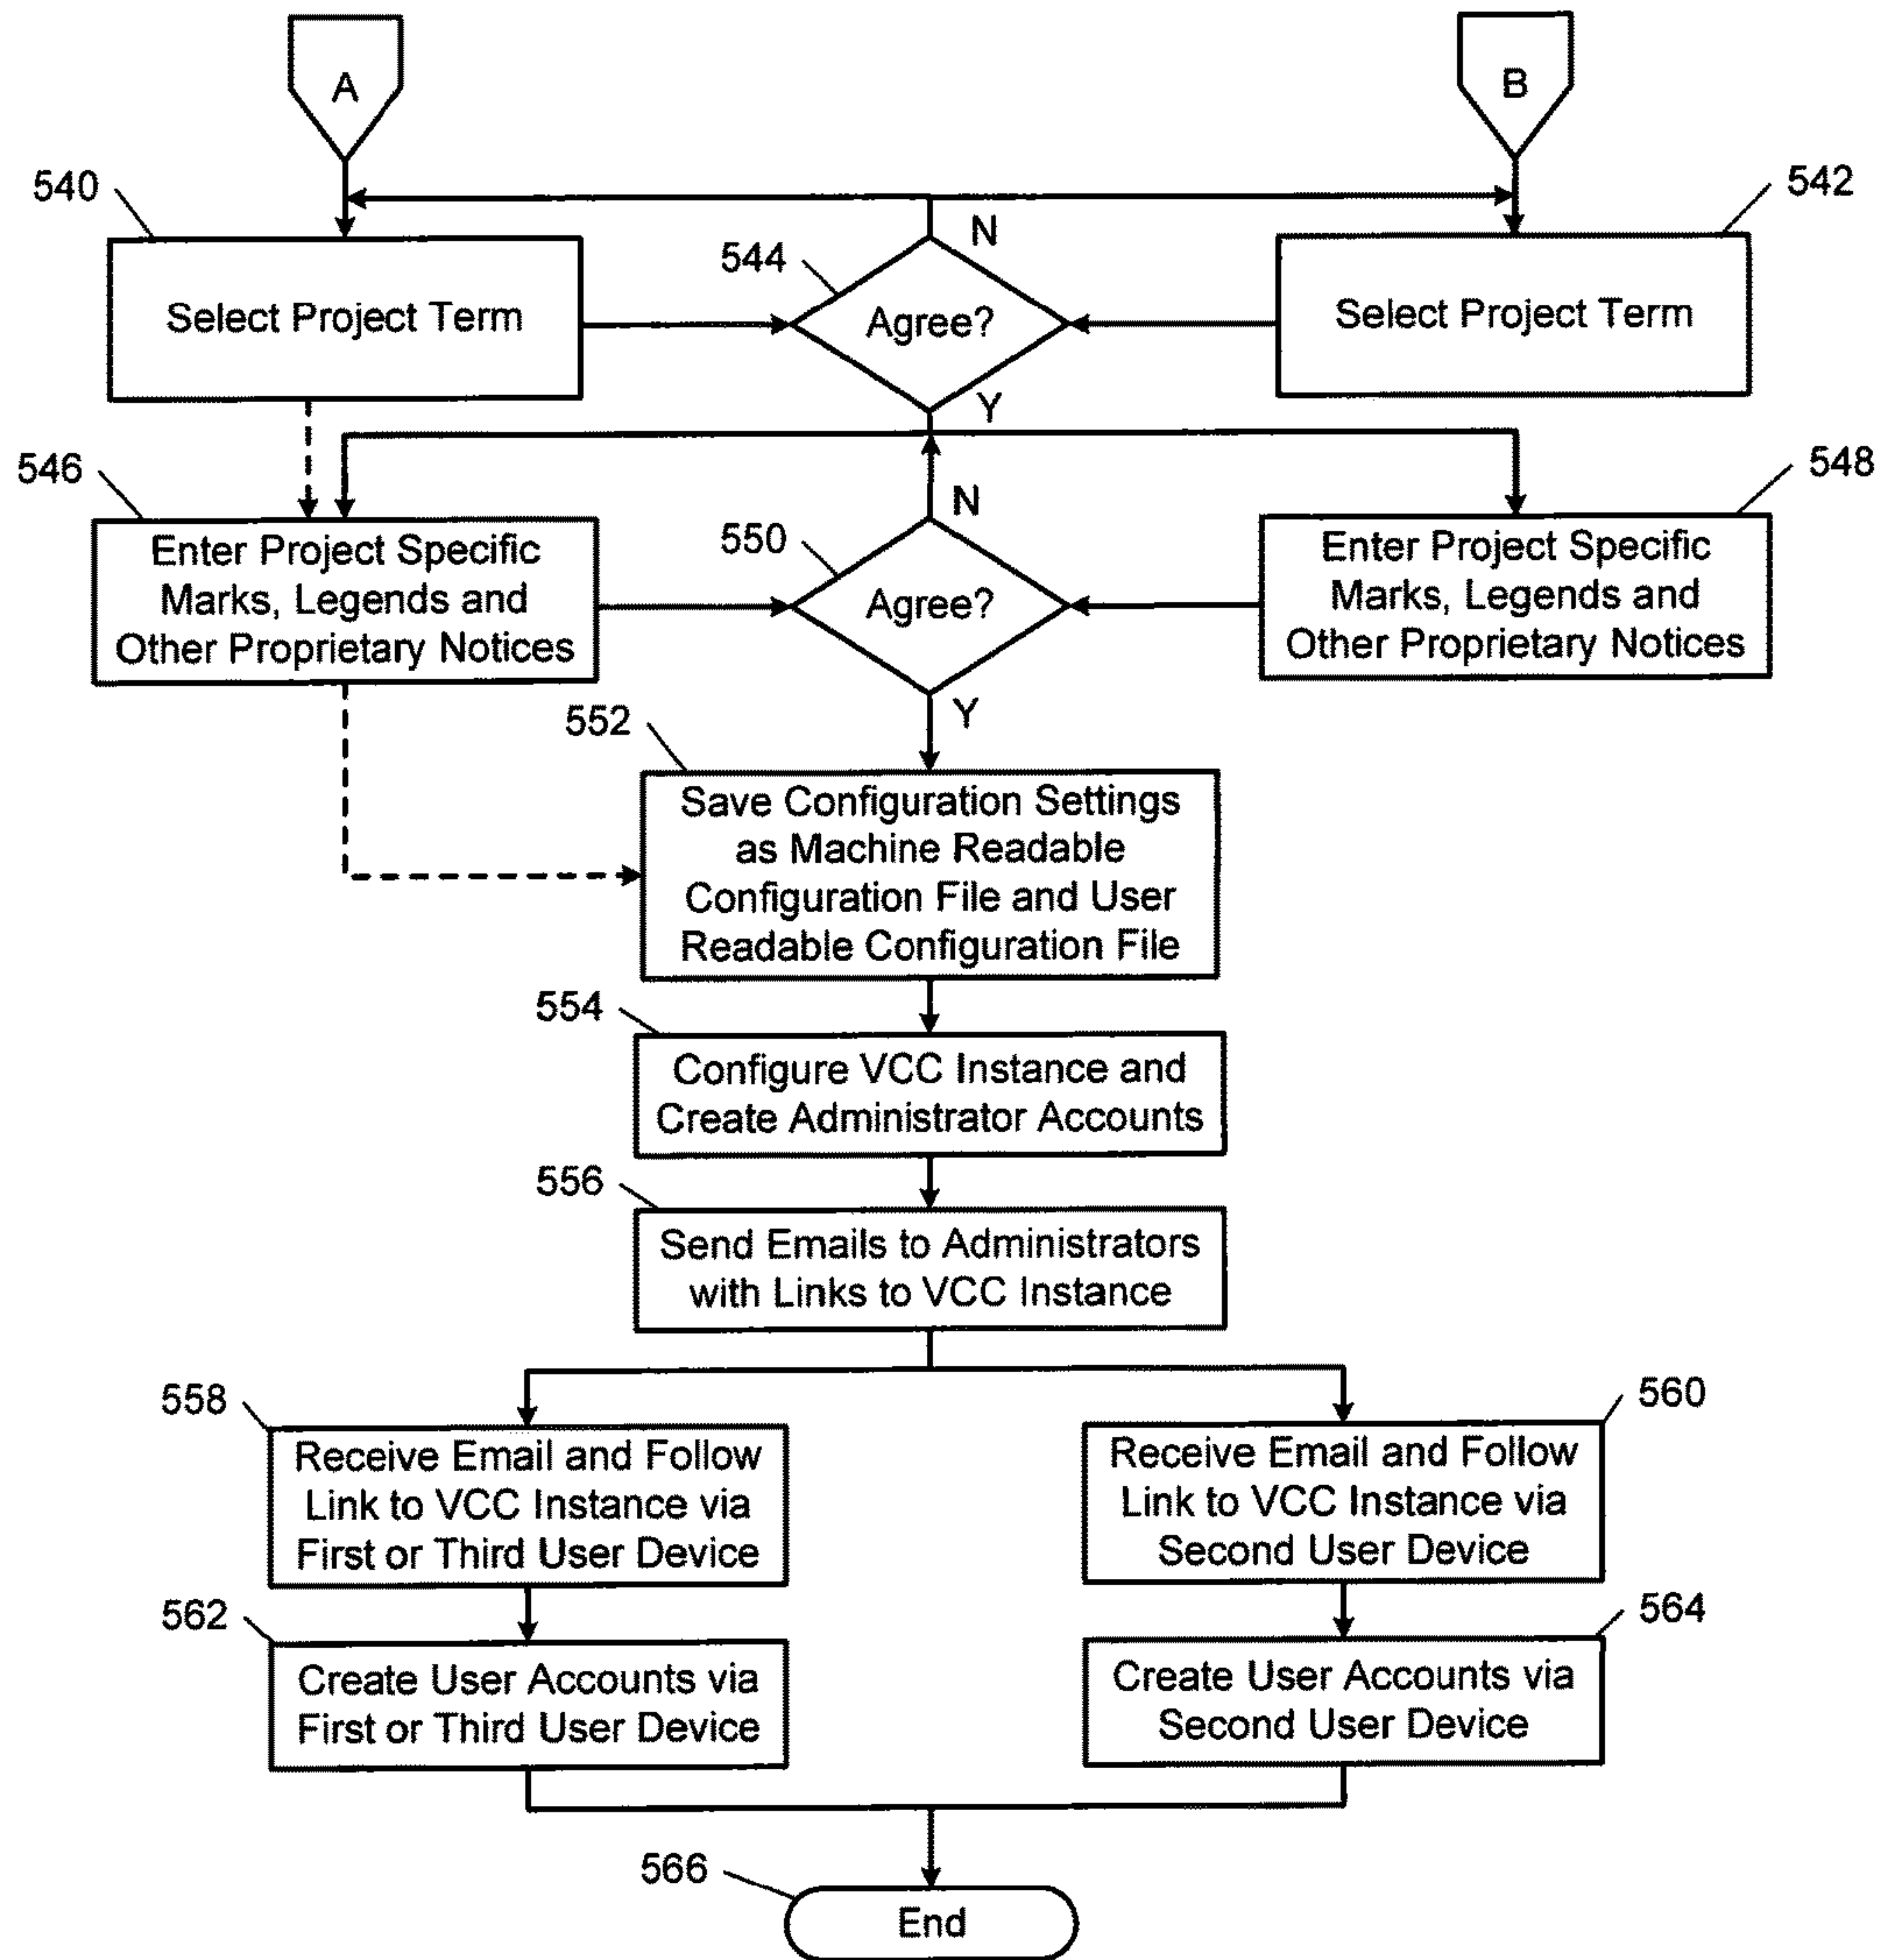 A
B
540
542
N
544
Select Project Term
Agree?
Select Project Term
Y
546
548
N
550
Enter Project Specific
Marks, Legends and
Other Proprietary Notices
Agree?
Enter Project Specific
Marks, Legends and
Other Proprietary Notices
Y
552
Save Configuration Settings
as Machine Readable
Configuration File and User
Readable Configuration File
554
Configure VCC Instance and
Create Administrator Accounts
556
Send Emails to Administrators
with Links to VCC Instance
558
560
Receive Email and Follow
Link to VCC Instance via
First or Third User Device
Receive Email and Follow
Link to VCC Instance via
Second User Device
562
564
Create User Accounts via
First or Third User Device
Create User Accounts via
Second User Device
566
End